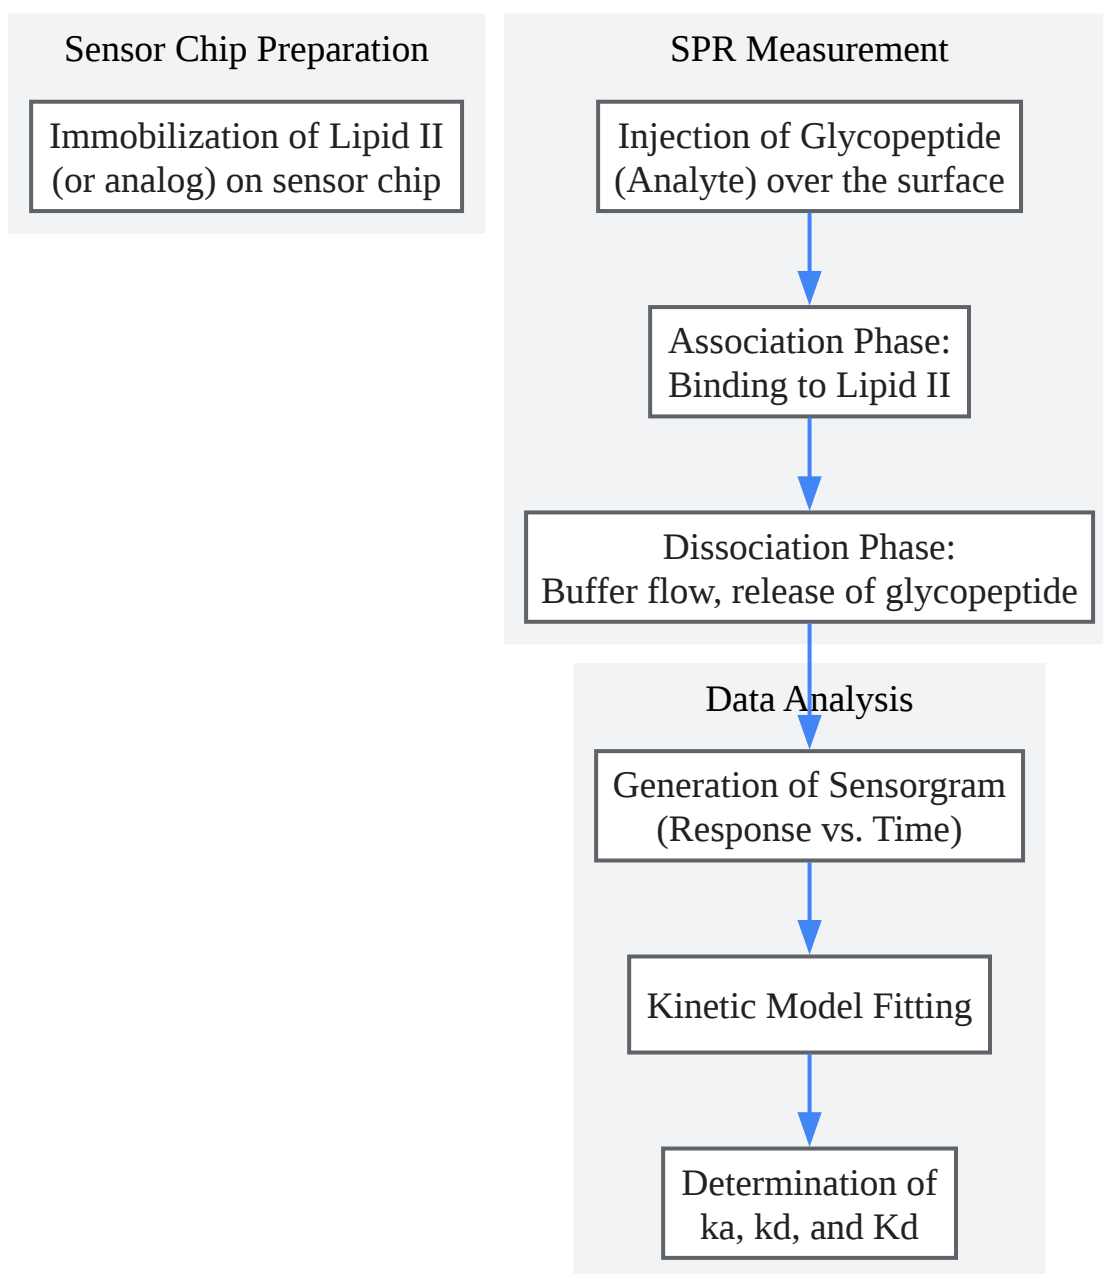 Sensor Chip Preparation
Immobilization of Lipid II
(or analog) on sensor chip
SPR Measurement
Injection of Glycopeptide
(Analyte) over the surface
Association Phase:
Binding to Lipid II
Dissociation Phase:
Buffer flow, release of glycopeptide
Data Analysis
Generation of Sensorgram
(Response vs. Time)
Kinetic Model Fitting
Determination of
ka, kd, and Kd